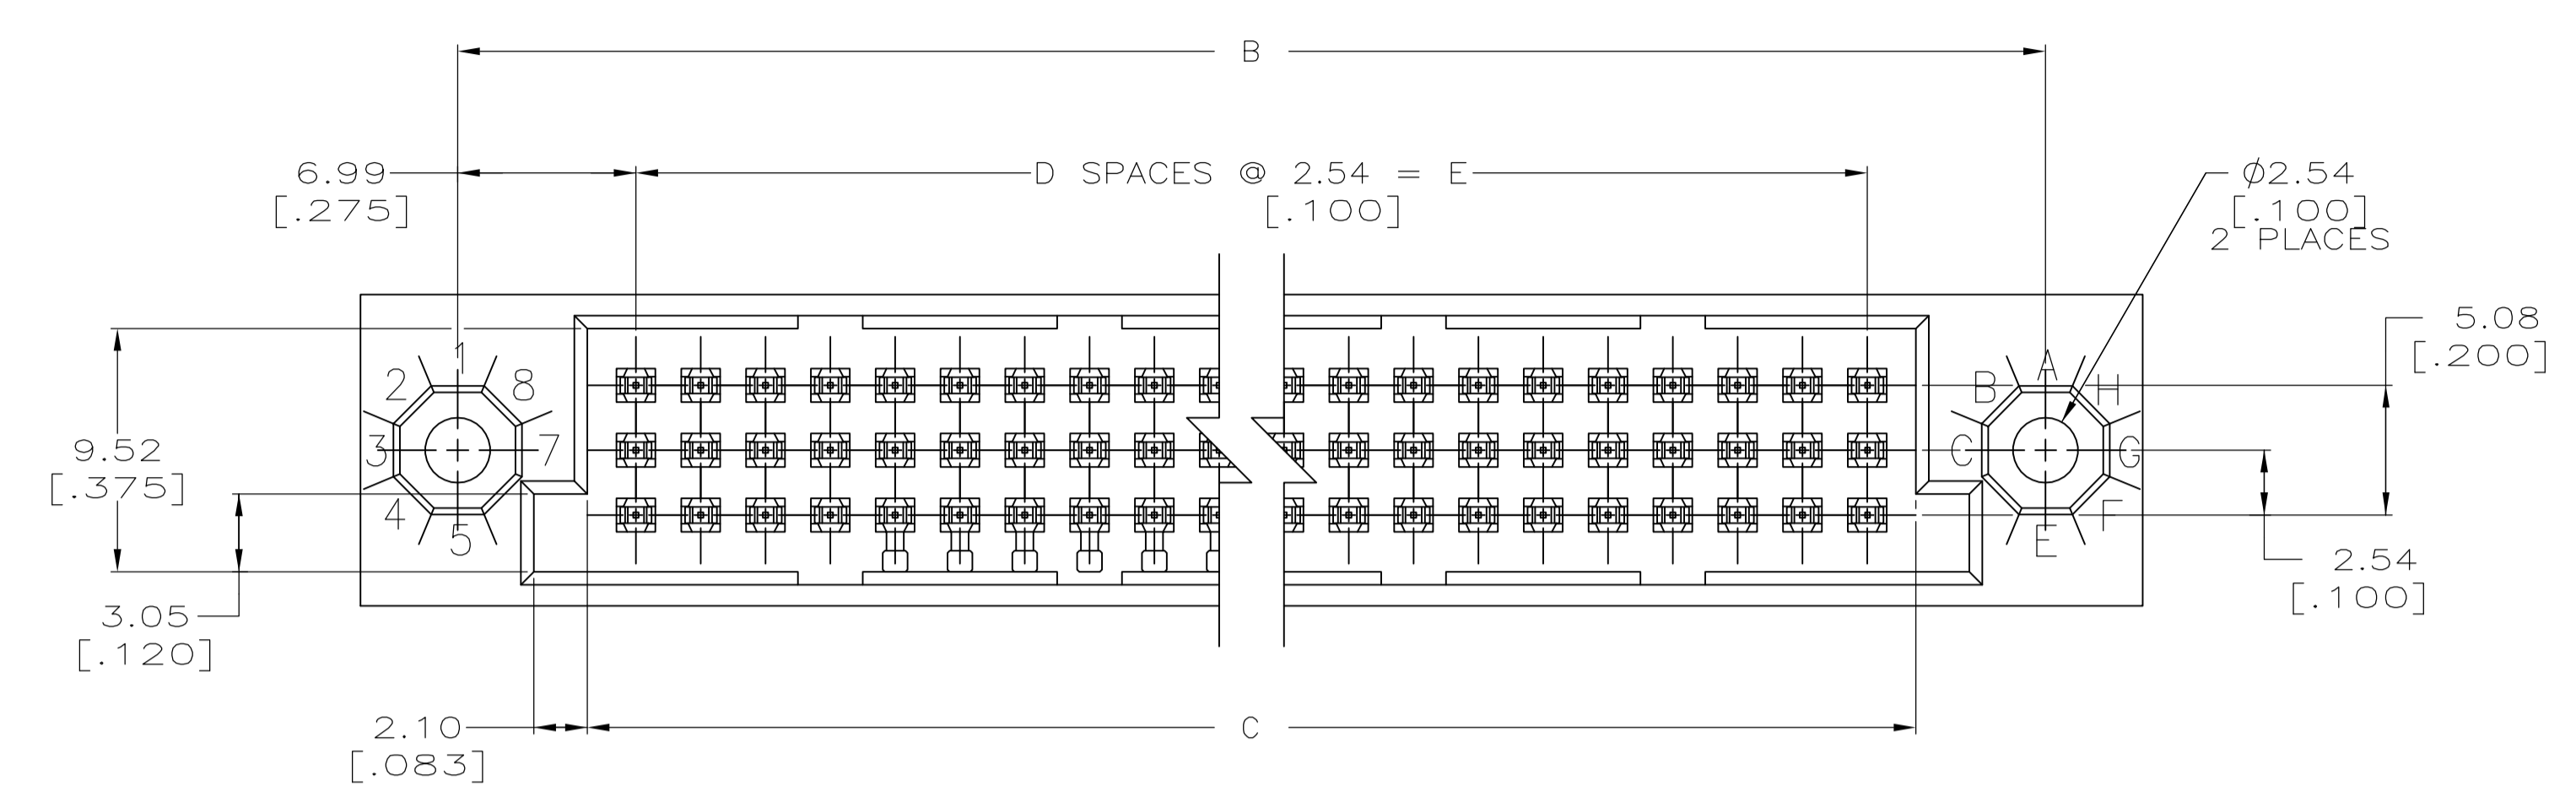 B
6.99
[.275]
D SPACES @ 2.54 = E
[.100]
ø2.54
[.100]
2 PLACES
5.08
[.200]
1
2
8
3
7
4
5
A
B
H
C
G
F
E
9.52
[.375]
2.54
[.100]
3.05
[.120]
2.10
[.083]
C